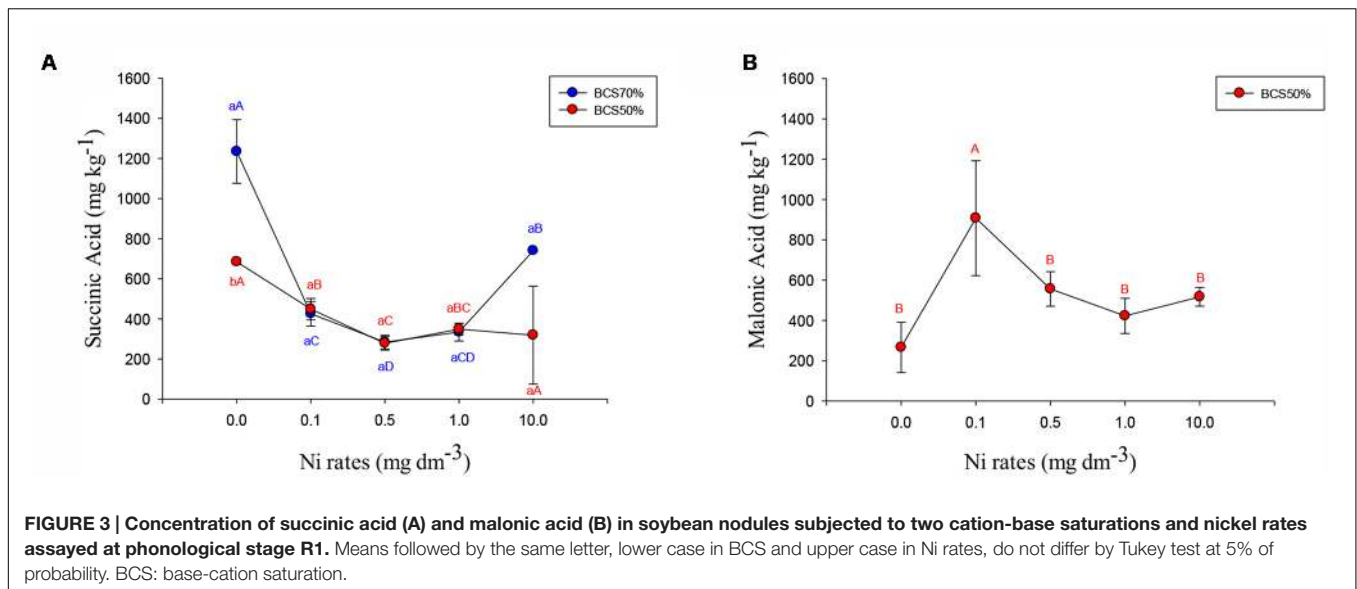 A
1600
1400
1200
1000
800
600
400
200
0
Succinic Acid (mg kg⁻¹)
BCS70%
BCS50%
aA
bA
aB
aC
aC
aD
aBC
aCD
aB
aA
0.0 0.1 0.5 1.0 10.0
Ni rates (mg dm⁻³)
B
1600
1400
1200
1000
800
600
400
200
0
Malonic Acid (mg kg⁻¹)
BCS50%
B
A
B
B
B
0.0 0.1 0.5 1.0 10.0
Ni rates (mg dm⁻³)
FIGURE 3 | Concentration of succinic acid (A) and malonic acid (B) in soybean nodules subjected to two cation-base saturations and nickel rates
assayed at phonological stage R1. Means followed by the same letter, lower case in BCS and upper case in Ni rates, do not differ by Tukey test at 5% of
probability. BCS: base-cation saturation.